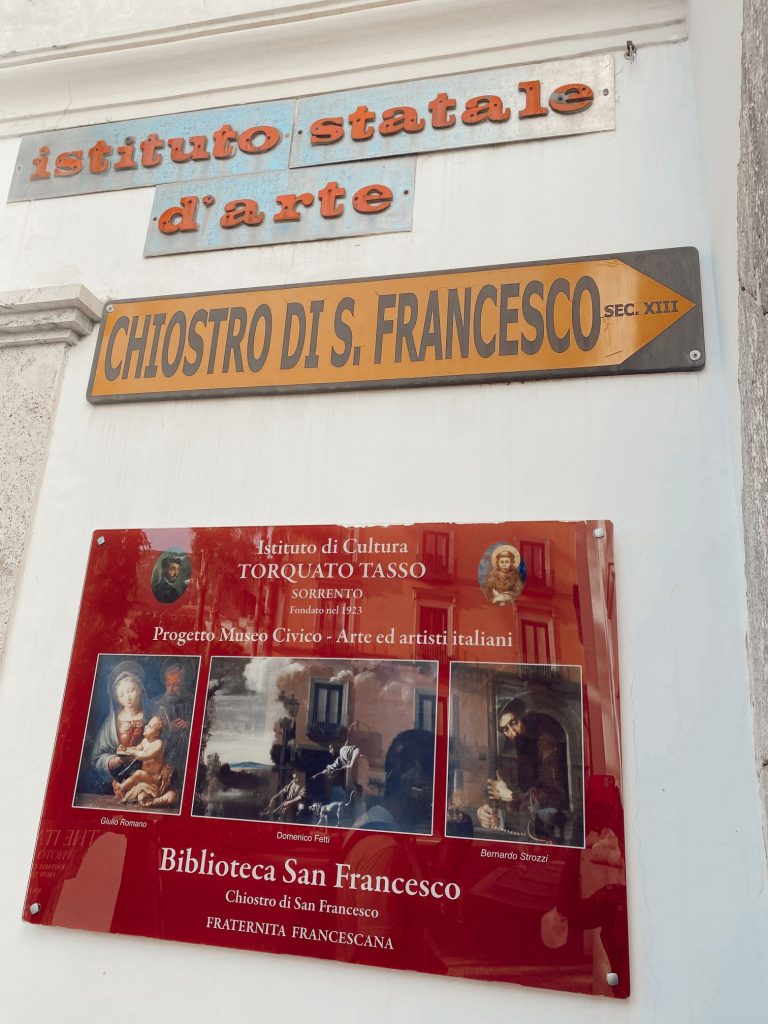 istituto statale
d'arte
CHIOSTRO DI S. FRANCESCO SEC. XIII
Istituto di Cultura
TORQUATO TASSO
SORRENTO
Fondato nel 1923
Progetto Museo Civico - Arte ed artisti italiani
Giulio Romano
Domenico Fetti
Bernardo Strozzi
Biblioteca San Francesco
Chiostro di San Francesco
FRATERNITA FRANCESCANA